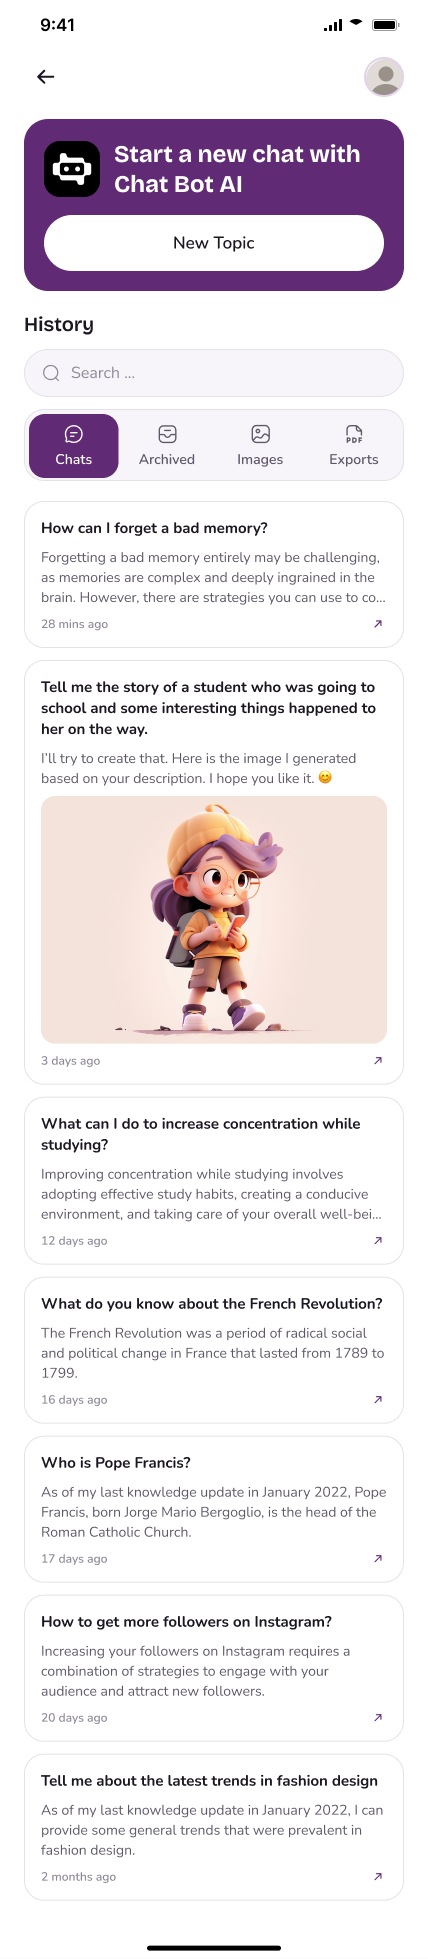 9:41
Start a new chat with
Chat Bot AI
New Topic
History
Search ...
Chats
Archived
Images
PDF
Exports
How can I forget a bad memory?
Forgetting a bad memory entirely may be challenging,
as memories are complex and deeply ingrained in the
brain. However, there are strategies you can use to co...
28 mins ago
Tell me the story of a student who was going to
school and some interesting things happened to
her on the way.
I'll try to create that. Here is the image I generated
based on your description. I hope you like it. 😊
3 days ago
What can I do to increase concentration while
studying?
Improving concentration while studying involves
adopting effective study habits, creating a conducive
environment, and taking care of your overall well-bei...
12 days ago
What do you know about the French Revolution?
The French Revolution was a period of radical social
and political change in France that lasted from 1789 to
1799.
16 days ago
Who is Pope Francis?
As of my last knowledge update in January 2022, Pope
Francis, born Jorge Mario Bergoglio, is the head of the
Roman Catholic Church.
17 days ago
How to get more followers on Instagram?
Increasing your followers on Instagram requires a
combination of strategies to engage with your
audience and attract new followers.
20 days ago
Tell me about the latest trends in fashion design
As of my last knowledge update in January 2022, I can
provide some general trends that were prevalent in
fashion design.
2 months ago